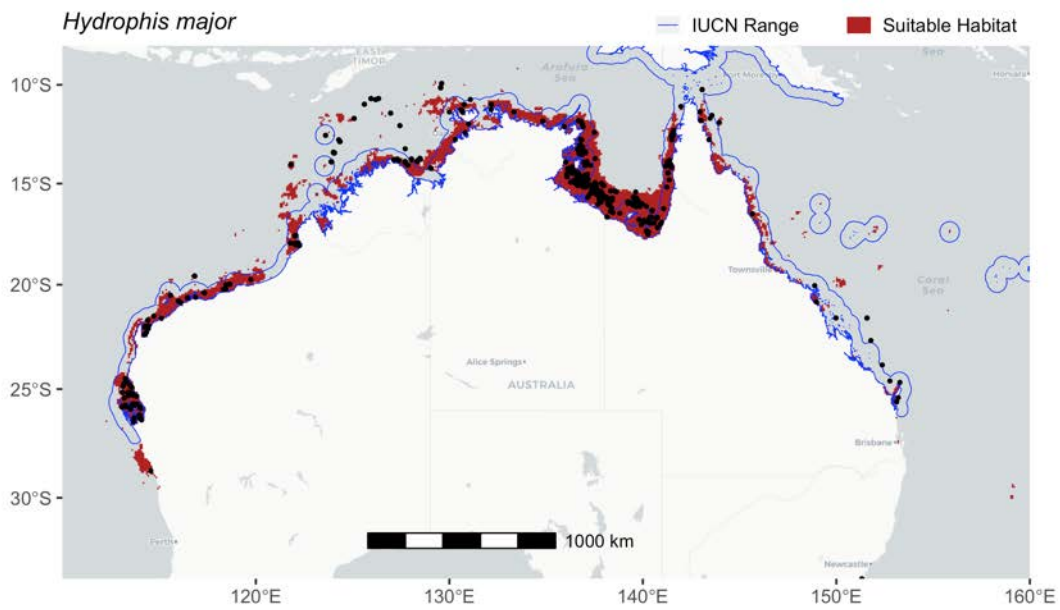 Hydrophis major
IUCN Range
Suitable Habitat
EAST
TIMOR
Arafura
Sea
Port Moresby
Sea
Honiara
10°S
15°S
20°S
25°S
30°S
Townsville
Coral
Sea
Alice Springs
AUSTRALIA
Brisbane
Perth
1000 km
Newcastle
120°E
130°E
140°E
150°E
160°E